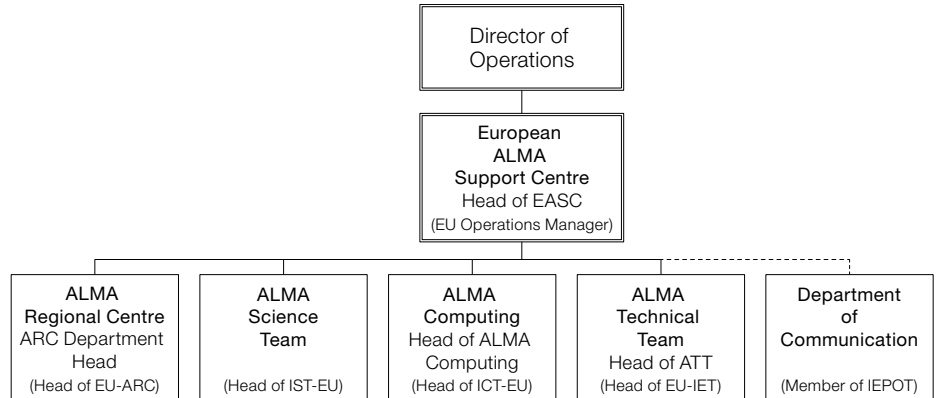 Director of
Operations
European
ALMA
Support Centre
Head of EASC
(EU Operations Manager)
ALMA
Regional Centre
ARC Department
Head
(Head of EU-ARC)
ALMA
Science
Team
(Head of IST-EU)
ALMA
Computing
Head of ALMA
Computing
(Head of ICT-EU)
ALMA
Technical
Team
Head of ATT
(Head of EU-IET)
Department
of
Communication
(Member of IEPOT)